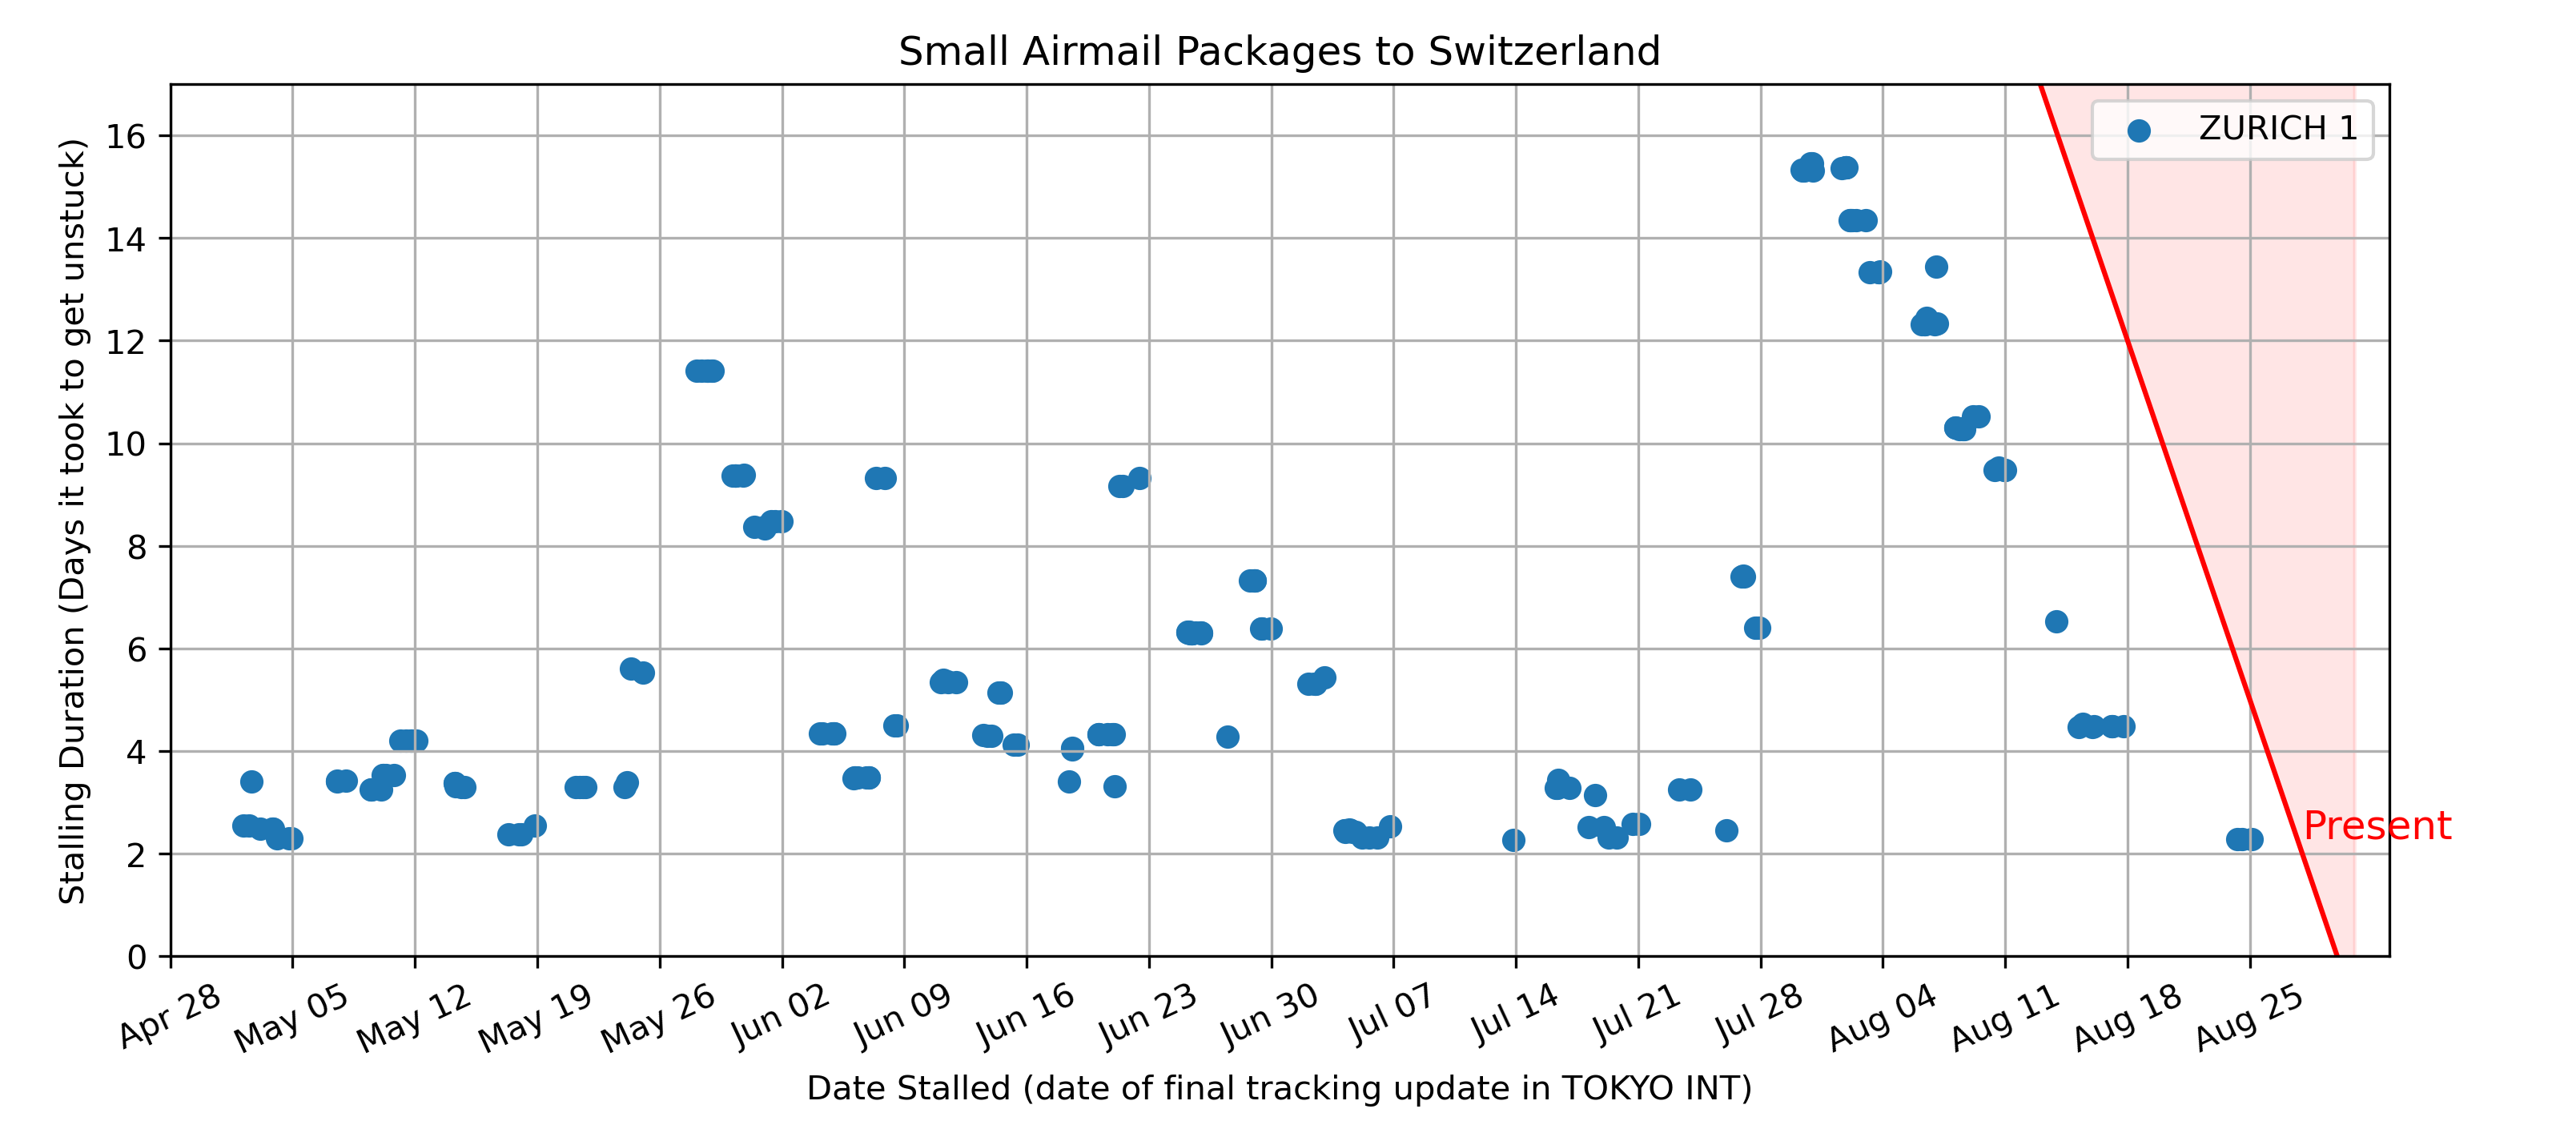 Small Airmail Packages to Switzerland
ZURICH 1
Stalling Duration (Days it took to get unstuck)
16
14
12
10
8
6
4
2
0
Present
Apr 28 May 05 May 12 May 19 May 26 Jun 02 Jun 09 Jun 16 Jun 23 Jun 30 Jul 07 Jul 14 Jul 21 Jul 28 Aug 04 Aug 11 Aug 18 Aug 25
Date Stalled (date of final tracking update in TOKYO INT)